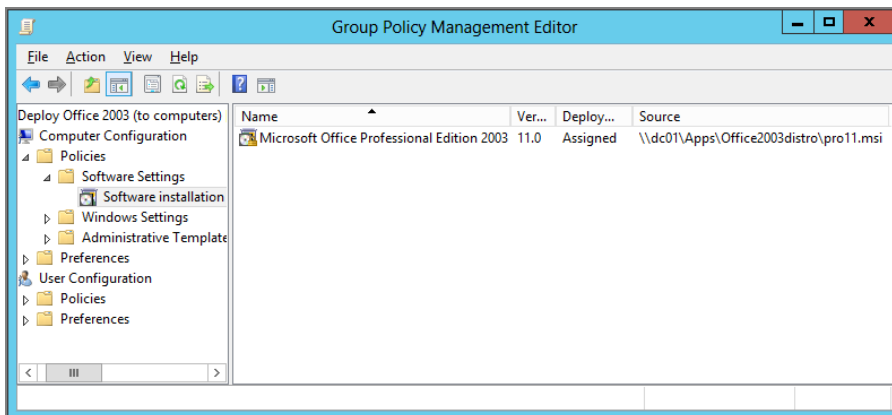 Group Policy Management Editor
File Action View Help
Deploy Office 2003 (to computers)
Computer Configuration
Policies
Software Settings
Software installation
Windows Settings
Administrative Template
Preferences
User Configuration
Policies
Preferences
Name Ver... Deploy... Source
Microsoft Office Professional Edition 2003 11.0 Assigned \\dc01\Apps\Office2003distro\pro11.msi